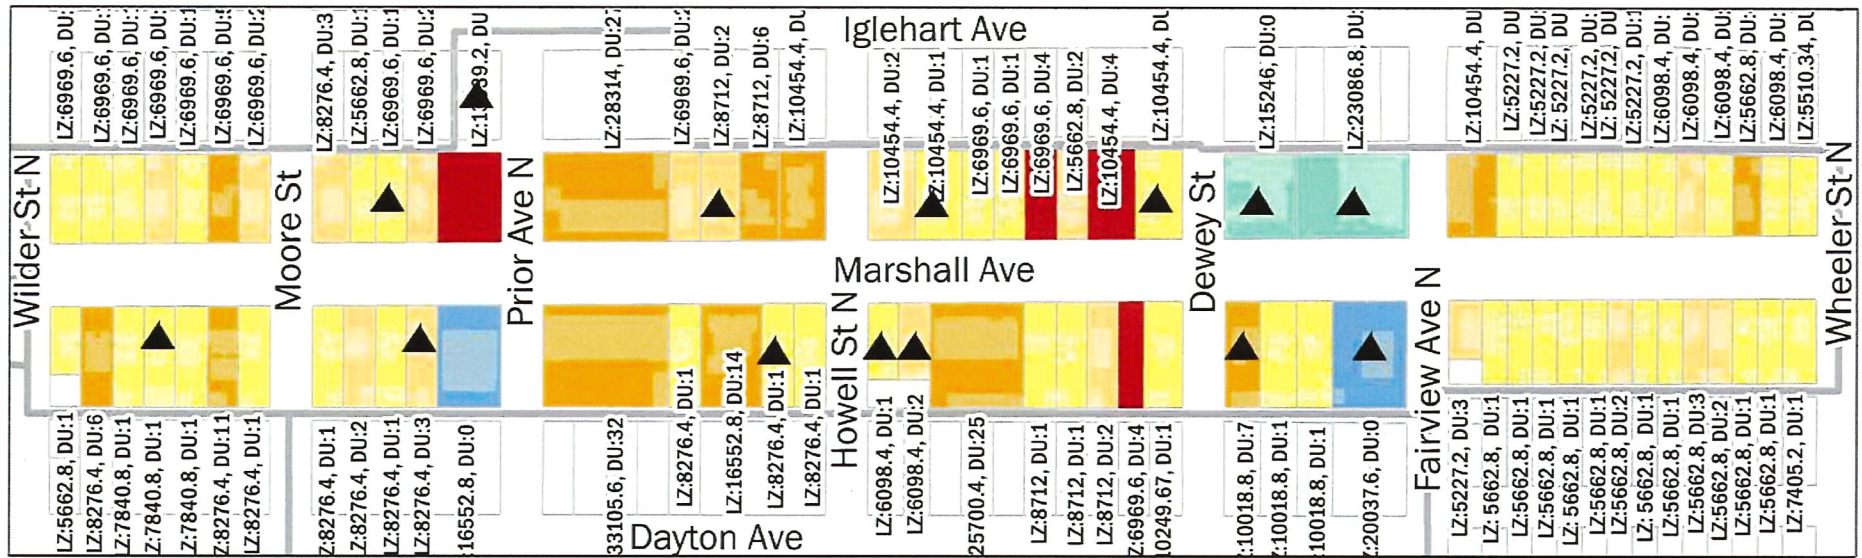 LZ:6969.6, DU:
LZ:6969.6, DU:
LZ:6969.6, DU:
LZ:6969.6, DU:
LZ:6969.6, DU:1
LZ:6969.6, DU:5
LZ:6969.6, DU:2
LZ:8276.4, DU:3
LZ:5662.8, DU:1
LZ:6969.6, DU:1
LZ:6969.6, DU:2
89.2, DU
LZ:28314, DU:27
LZ:6969.6, DU:2
LZ:8712, DU:2
LZ:8712, DU:6
LZ:10454.4, DU
Iglehart Ave
LZ:10454.4, DU:2
LZ:10454.4, DU:1
LZ:6969.6, DU:1
LZ:6969.6, DU:1
LZ:6969.6, DU:4
LZ:5662.8, DU:2
LZ:10454.4, DU:4
LZ:10454.4, DU
LZ:15246, DU:0
LZ:23086.8, DU:
LZ:10454.4, DU
LZ:5227.2, DU
LZ:5227.2, DU:
LZ: 5227.2, DU
LZ:5227.2, DU:
LZ: 5227.2, DU
LZ:5227.2, DU:1
LZ:6098.4, DU:
LZ:6098.4, DU:
LZ:6098.4, DU:
LZ:5662.8, DU
LZ:6098.4, DU:
LZ:5510.34, DU
Wilder St N
Moore St
Prior Ave N
Marshall Ave
Howell St N
Dewey St
Fairview Ave N
Wheeler St N
LZ:5662.8, DU:1
LZ:8276.4, DU:6
LZ:7840.8, DU:1
Z:7840.8, DU:1
LZ:7840.8, DU:1
Z:8276.4, DU:11
LZ:8276.4, DU:1
Z:8276.4, DU:1
LZ:8276.4, DU:2
LZ:8276.4, DU:1
LZ:8276.4, DU:3
:16552.8, DU:0
33105.6, DU:32
LZ:8276.4, DU:1
LZ:16552.8, DU:14
LZ:8276.4, DU:1
LZ:8276.4, DU:1
Dayton Ave
LZ:6098.4, DU:1
LZ:6098.4, DU:2
25700.4, DU:25
LZ:8712, DU:1
LZ:8712, DU:1
LZ:8712, DU:2
Z:6969.6, DU:4
10249.67, DU:1
:10018.8, DU:7
Z:10018.8, DU:1
:10018.8, DU:1
Z:20037.6, DU:0
LZ:5227.2, DU:3
LZ: 5662.8, DU:1
LZ:5662.8, DU:1
LZ:5662.8, DU:1
LZ: 5662.8, DU:1
LZ:5662.8, DU:1
LZ:5662.8, DU:2
LZ: 5662.8, DU:1
LZ:5662.8, DU:1
LZ:5662.8, DU:3
LZ:5662.8, DU:2
LZ:5662.8, DU:1
LZ:5662.8, DU:1
LZ:7405.2, DU:1